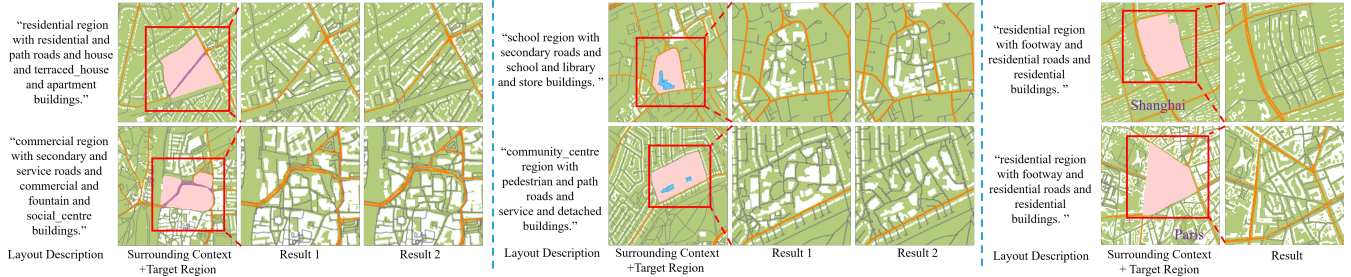 “residential region
with residential and
path roads and house
and terraced_house
and apartment
buildings.”
“commercial region
with secondary and
service roads and
commercial and
fountain and
social_centre
buildings.”
Layout Description
Surrounding Context
+Target Region
Result 1
Result 2
“school region with
secondary roads and
school and library
and store buildings. ”
“community_centre
region with
pedestrian and path
roads and
service and detached
buildings. ”
Layout Description
Surrounding Context
+Target Region
Result 1
Result 2
“residential region
with footway and
residential roads and
residential
buildings. ”
Shanghai
“residential region
with footway and
residential roads and
residential
buildings. ”
Paris
Layout Description
Surrounding Context
+ Target Region
Result